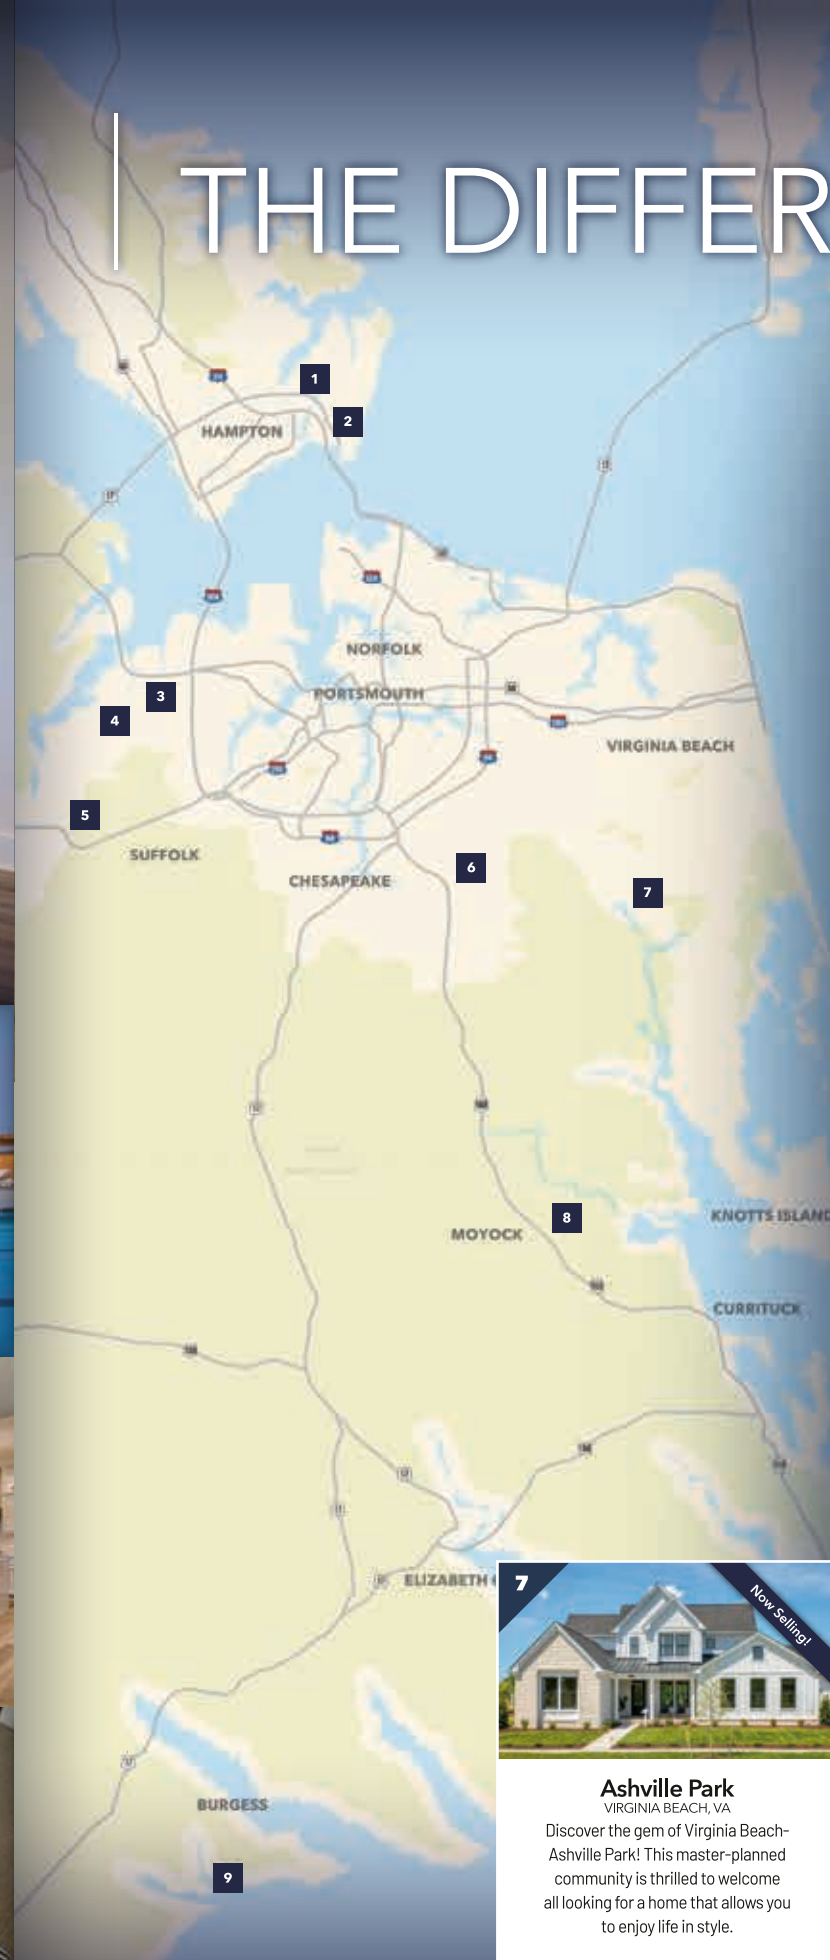 THE DIFFER
1
2
HAMPTON
17
13
64
NORFOLK
PORTSMOUTH
3
4
VIRGINIA BEACH
5
SUFFOLK
6
CHESAPEAKE
7
8
MOYOCK
KNOTTS ISLAND
CURRITUCK
ELIZABETH
BURGESS
9
7
Now Selling!
Ashville Park
VIRGINIA BEACH, VA
Discover the gem of Virginia Beach-
Ashville Park! This master-planned
community is thrilled to welcome
all looking for a home that allows you
to enjoy life in style.